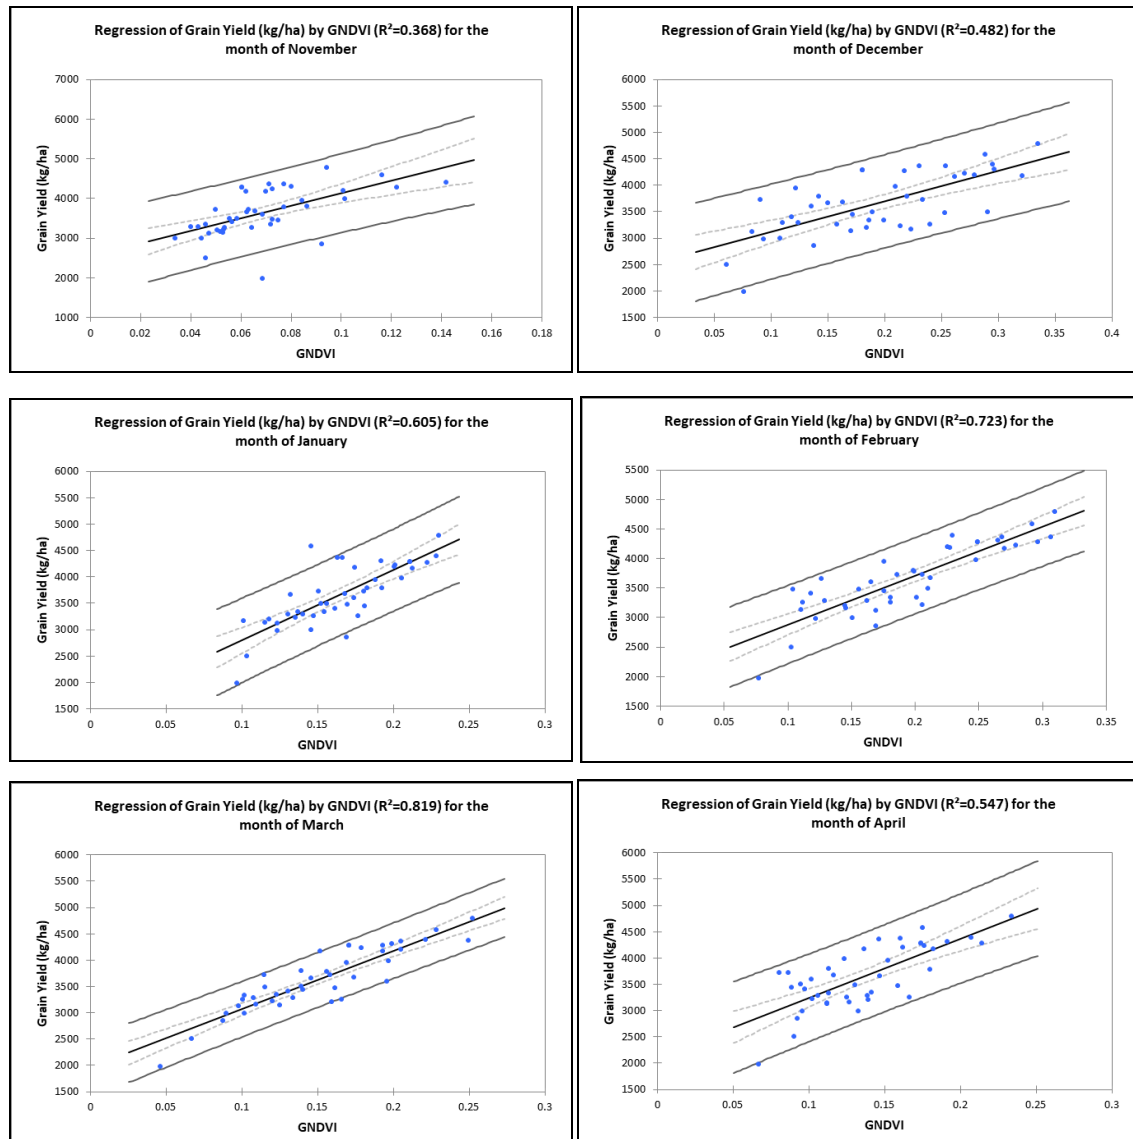 Regression of Grain Yield (kg/ha) by GNDVI (R²=0.368) for the
month of November
7000
6000
5000
4000
3000
2000
1000
Grain Yield (kg/ha)
0 0.02 0.04 0.06 0.08 0.1 0.12 0.14 0.16 0.18
GNDVI
Regression of Grain Yield (kg/ha) by GNDVI (R²=0.482) for the
month of December
6000
5500
5000
4500
4000
3500
3000
2500
2000
1500
Grain Yield (kg/ha)
0 0.05 0.1 0.15 0.2 0.25 0.3 0.35 0.4
GNDVI
Regression of Grain Yield (kg/ha) by GNDVI (R²=0.605) for the
month of January
6000
5500
5000
4500
4000
3500
3000
2500
2000
1500
Grain Yield (kg/ha)
0 0.05 0.1 0.15 0.2 0.25 0.3
GNDVI
Regression of Grain Yield (kg/ha) by GNDVI (R²=0.723) for the
month of February
5500
5000
4500
4000
3500
3000
2500
2000
1500
Grain Yield (kg/ha)
0 0.05 0.1 0.15 0.2 0.25 0.3 0.35
GNDVI
Regression of Grain Yield (kg/ha) by GNDVI (R²=0.819) for the
month of March
6000
5500
5000
4500
4000
3500
3000
2500
2000
1500
Grain Yield (kg/ha)
0 0.05 0.1 0.15 0.2 0.25 0.3
GNDVI
Regression of Grain Yield (kg/ha) by GNDVI (R²=0.547) for the
month of April
6000
5500
5000
4500
4000
3500
3000
2500
2000
1500
Grain Yield (kg/ha)
0 0.05 0.1 0.15 0.2 0.25 0.3
GNDVI